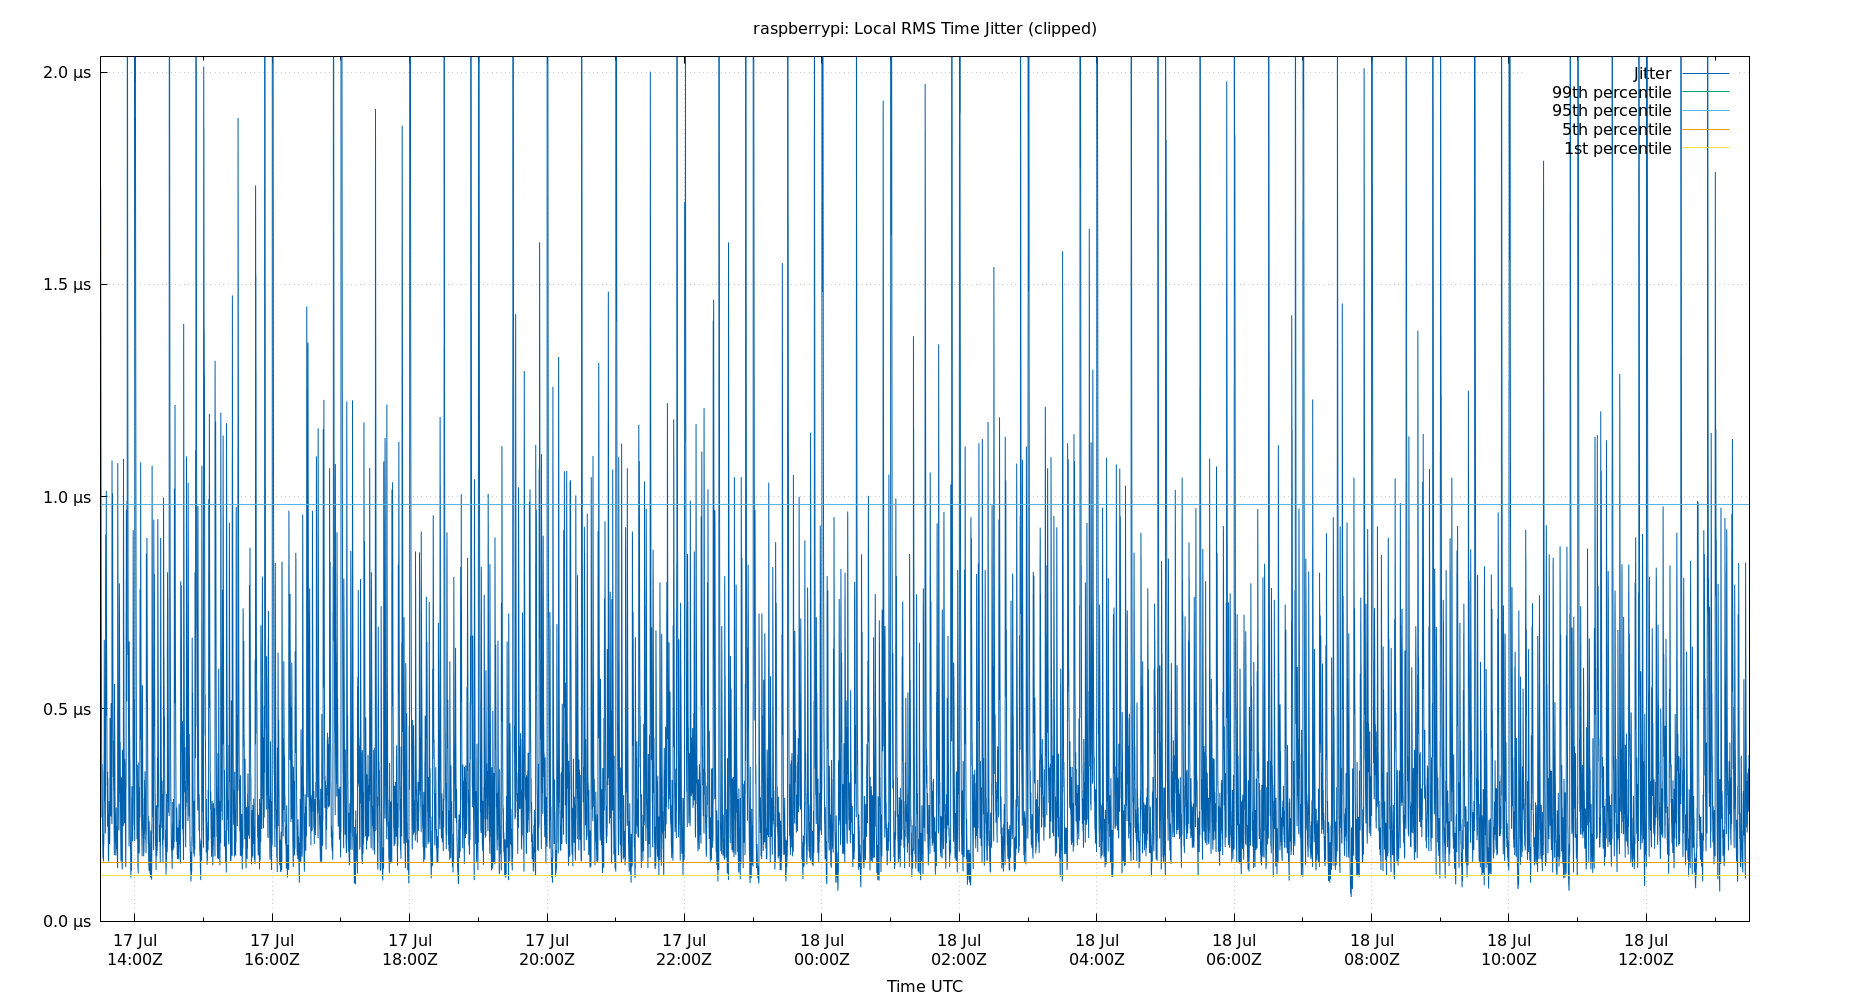 raspberrypi: Local RMS Time Jitter (clipped)
2.0 µs
1.5 µs
1.0 µs
0.5 µs
0.0 µs
Jitter
99th percentile
95th percentile
5th percentile
1st percentile
17 Jul 17 Jul 17 Jul 17 Jul 17 Jul 18 Jul 18 Jul 18 Jul 18 Jul 18 Jul 18 Jul 18 Jul
14:00Z 16:00Z 18:00Z 20:00Z 22:00Z 00:00Z 02:00Z 04:00Z 06:00Z 08:00Z 10:00Z 12:00Z
Time UTC